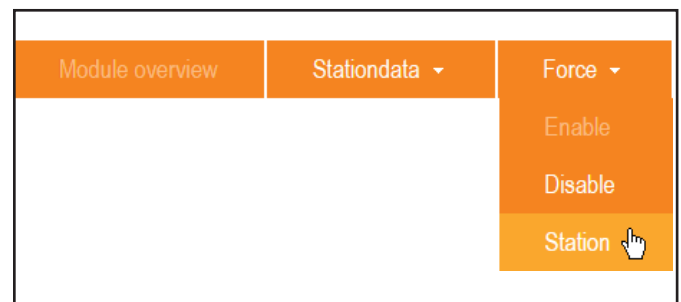 Module overview Stationdata Force
Enable
Disable
Station